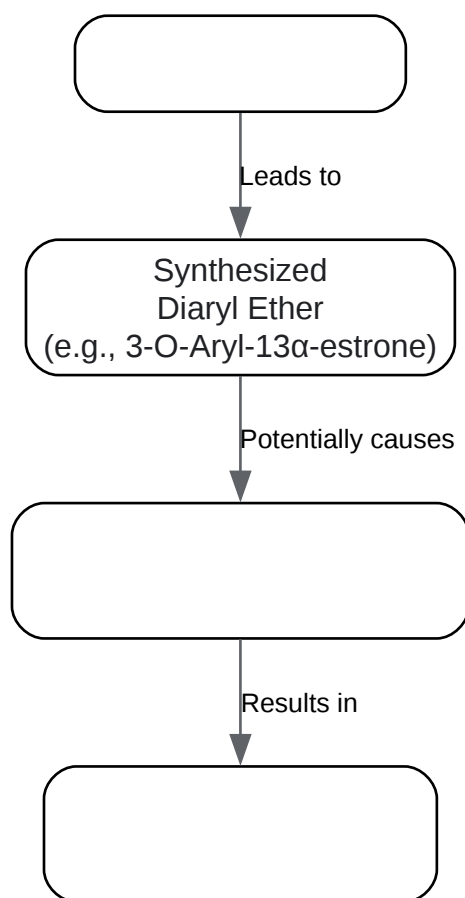 Leads to
Synthesized
Diaryl Ether
(e.g., 3-O-Aryl-13α-estrone)
Potentially causes
Results in